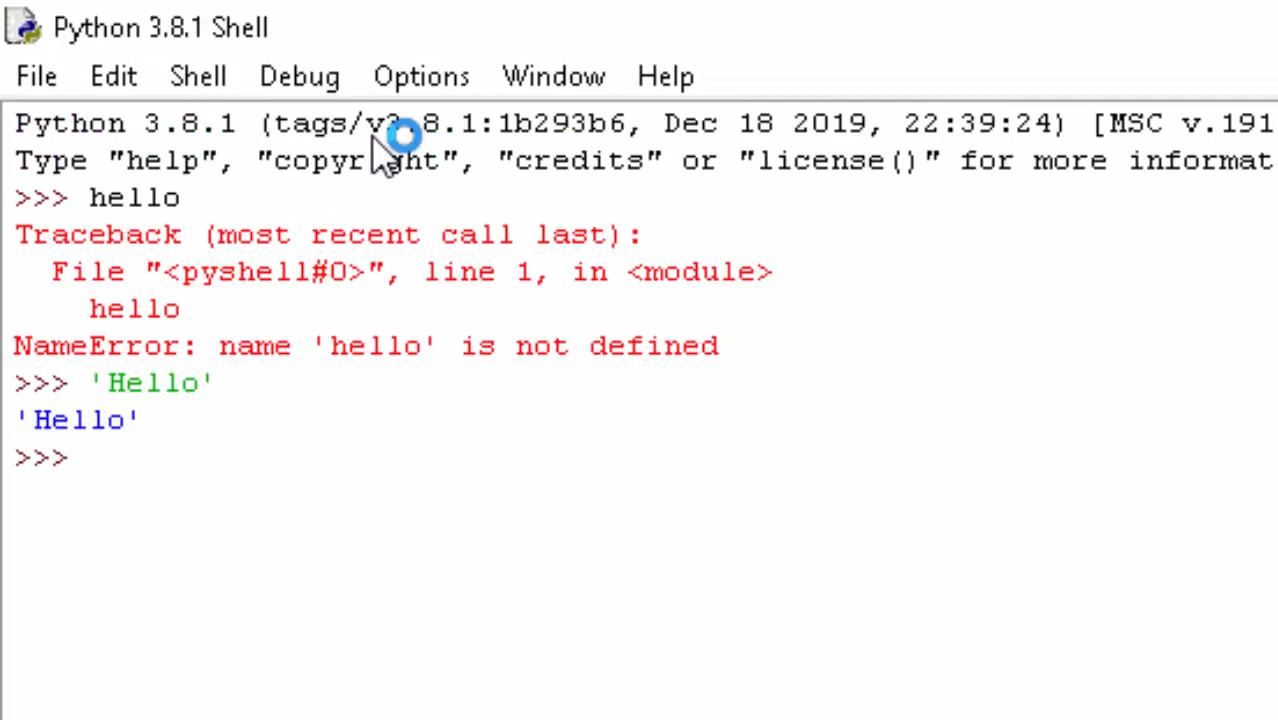 Python 3.8.1 Shell
File Edit Shell Debug Options Window Help
Python 3.8.1 (tags/v3.8.1:1b293b6, Dec 18 2019, 22:39:24) [MSC v.191
Type "help", "copyright", "credits" or "license()" for more informat
>>> hello
Traceback (most recent call last):
  File "<pyshell#0>", line 1, in <module>
    hello
NameError: name 'hello' is not defined
>>> 'Hello'
'Hello'
>>>